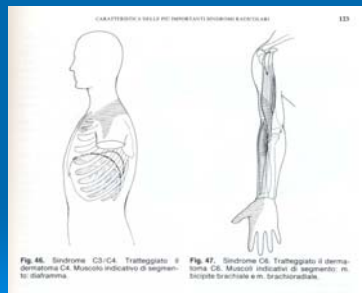 CARATTERISTICA NELLE PIÙ IMPORTANTI SINDROMI RADICOLARI 123
Fig. 46. Sindrome C3/C4. Tratteggiato il
dermatoma C4. Muscolo indicativo di segmen-
to: diaframma.
Fig. 47. Sindrome C6. Tratteggiato il derma-
toma C6. Muscoli indicativi di segmento: m.
bicipite brachiale e m. brachioradiale.